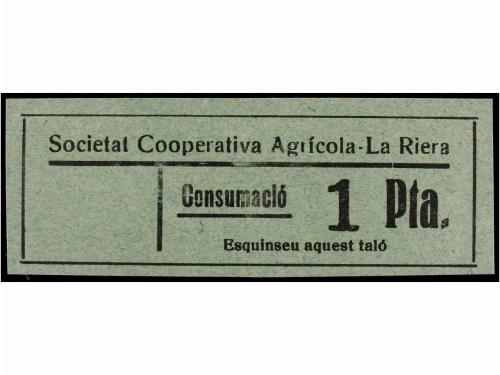 Societat Cooperativa Agrícola-La Riera
Consumació 1 Pta.
Esquinseu aquest taló